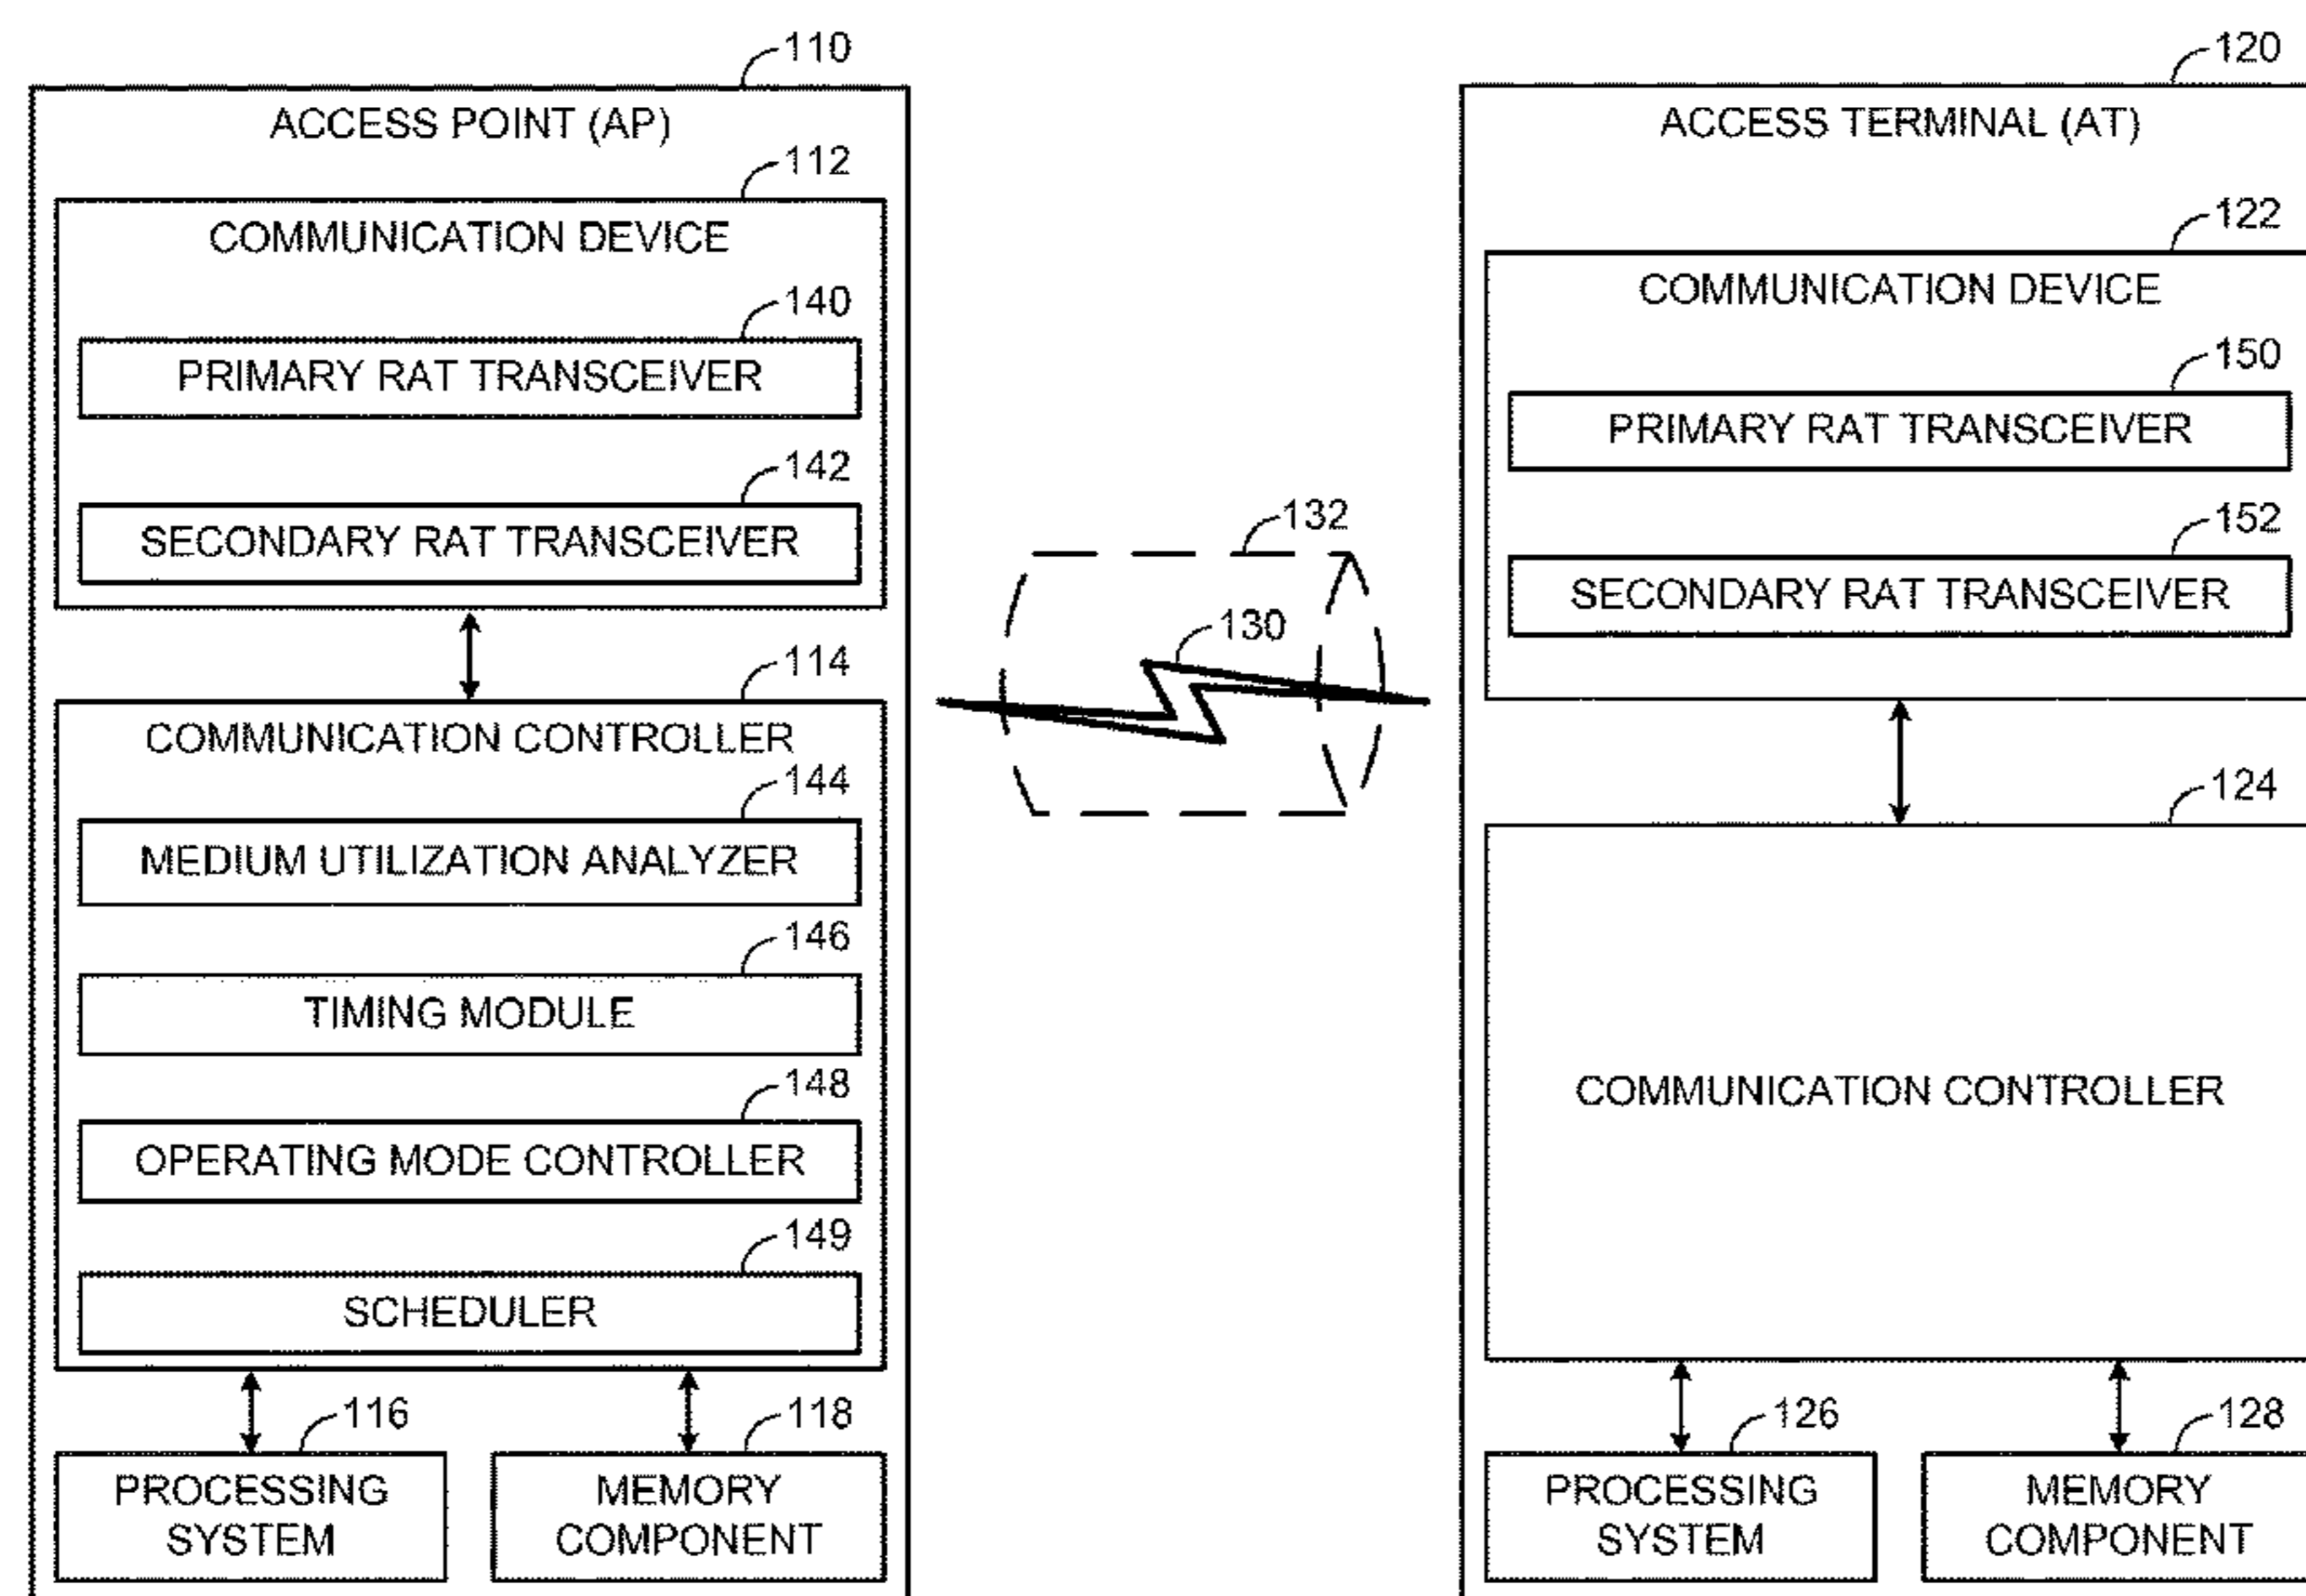 110
ACCESS POINT (AP)
112
COMMUNICATION DEVICE
140
PRIMARY RAT TRANSCEIVER
142
SECONDARY RAT TRANSCEIVER
114
COMMUNICATION CONTROLLER
144
MEDIUM UTILIZATION ANALYZER
146
TIMING MODULE
148
OPERATING MODE CONTROLLER
149
SCHEDULER
116
PROCESSING
SYSTEM
118
MEMORY
COMPONENT
132
130
120
ACCESS TERMINAL (AT)
122
COMMUNICATION DEVICE
150
PRIMARY RAT TRANSCEIVER
152
SECONDARY RAT TRANSCEIVER
124
COMMUNICATION CONTROLLER
126
PROCESSING
SYSTEM
128
MEMORY
COMPONENT